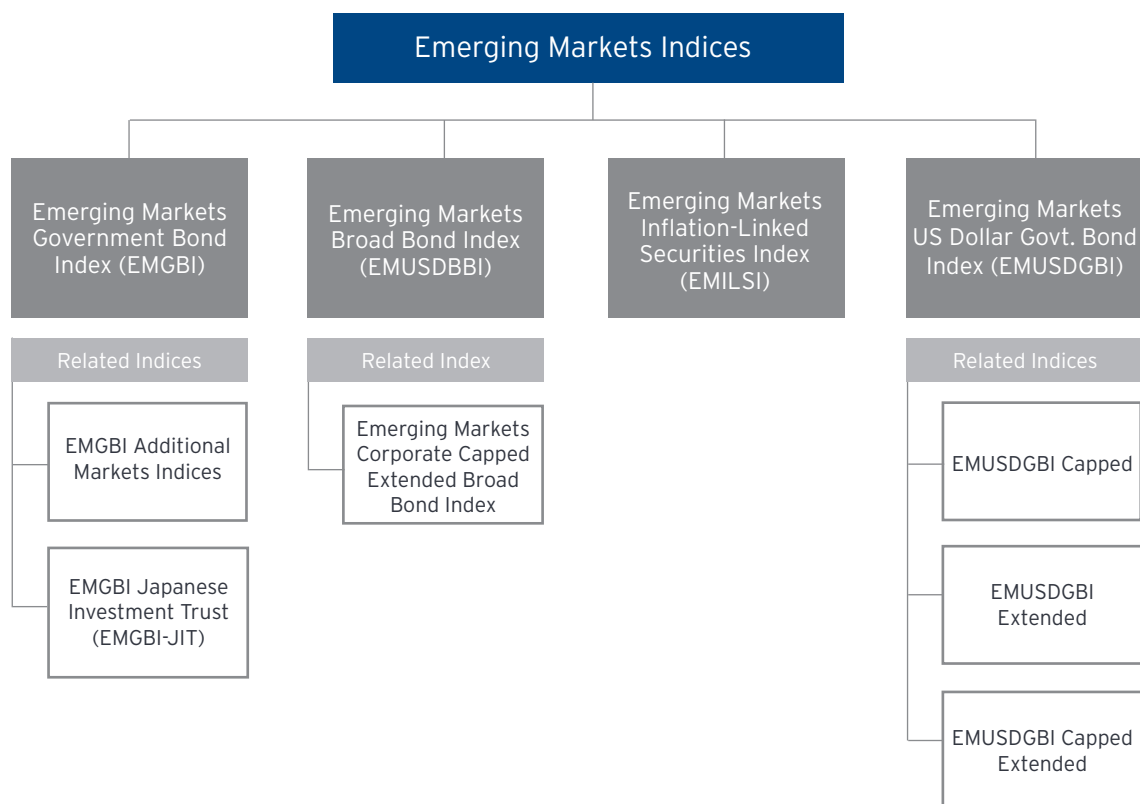 Emerging Markets Indices
Emerging Markets
Government Bond
Index (EMGBI)
Emerging Markets
Broad Bond Index
(EMUSDBBI)
Emerging Markets
Inflation-Linked
Securities Index
(EMILSI)
Emerging Markets
US Dollar Govt. Bond
Index (EMUSDGBI)
Related Indices
EMGBI Additional
Markets Indices
EMGBI Japanese
Investment Trust
(EMGBI-JIT)
Related Index
Emerging Markets
Corporate Capped
Extended Broad
Bond Index
Related Indices
EMUSDGBI Capped
EMUSDGBI
Extended
EMUSDGBI Capped
Extended